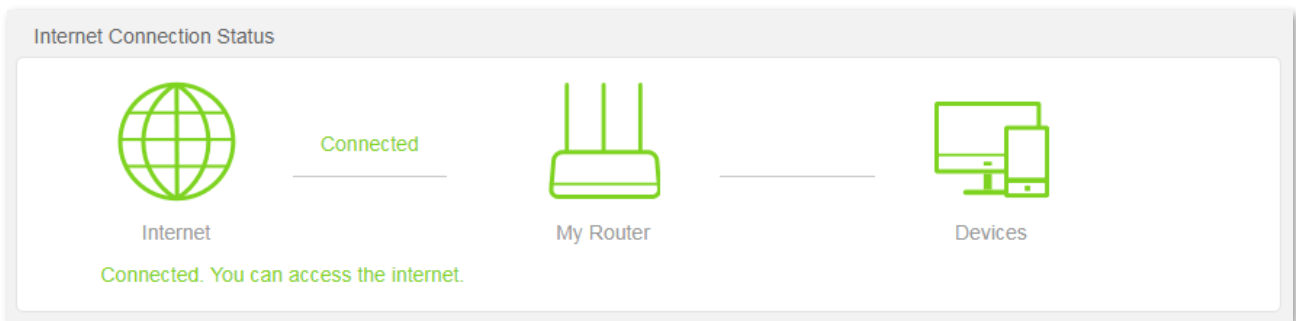 Internet Connection Status
Connected
Internet
My Router
Devices
Connected. You can access the internet.